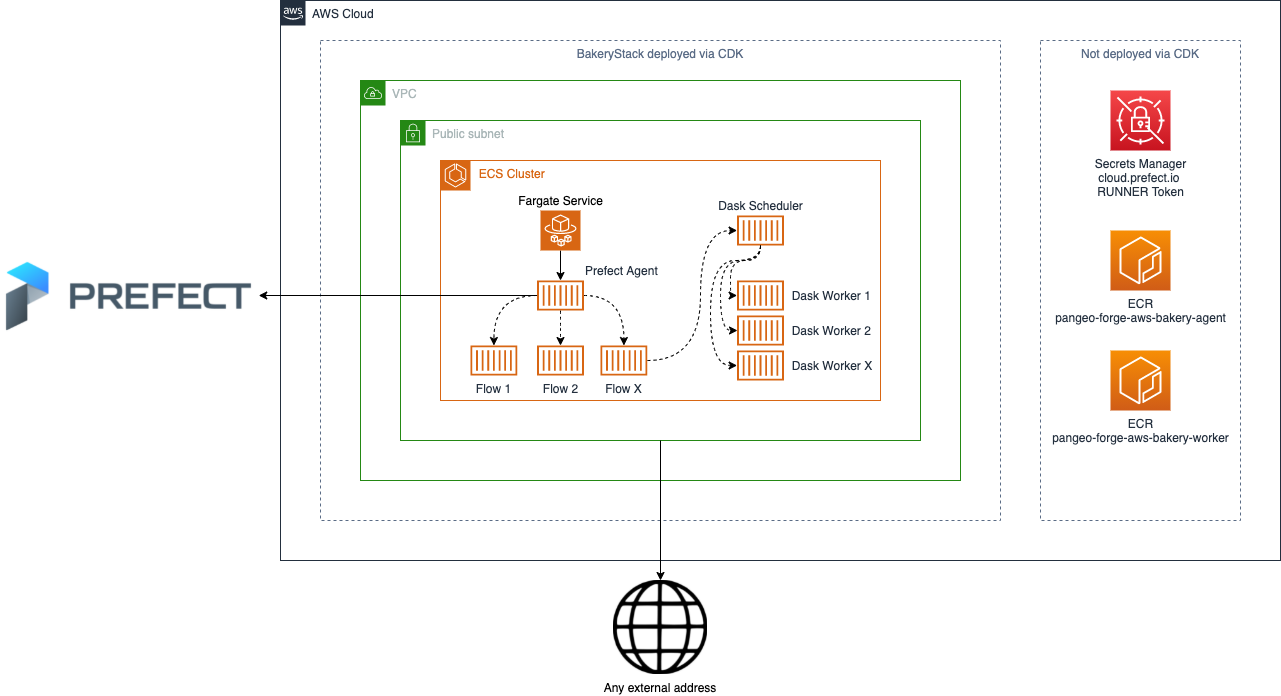 aws
AWS Cloud
BakeryStack deployed via CDK
Not deployed via CDK
VPC
Public subnet
ECS Cluster
Fargate Service
Dask Scheduler
Prefect Agent
PREFECT
Dask Worker 1
Dask Worker 2
Dask Worker X
Flow 1
Flow 2
Flow X
Secrets Manager
cloud.prefect.io
RUNNER Token
ECR
pangeo-forge-aws-bakery-agent
ECR
pangeo-forge-aws-bakery-worker
Any external address